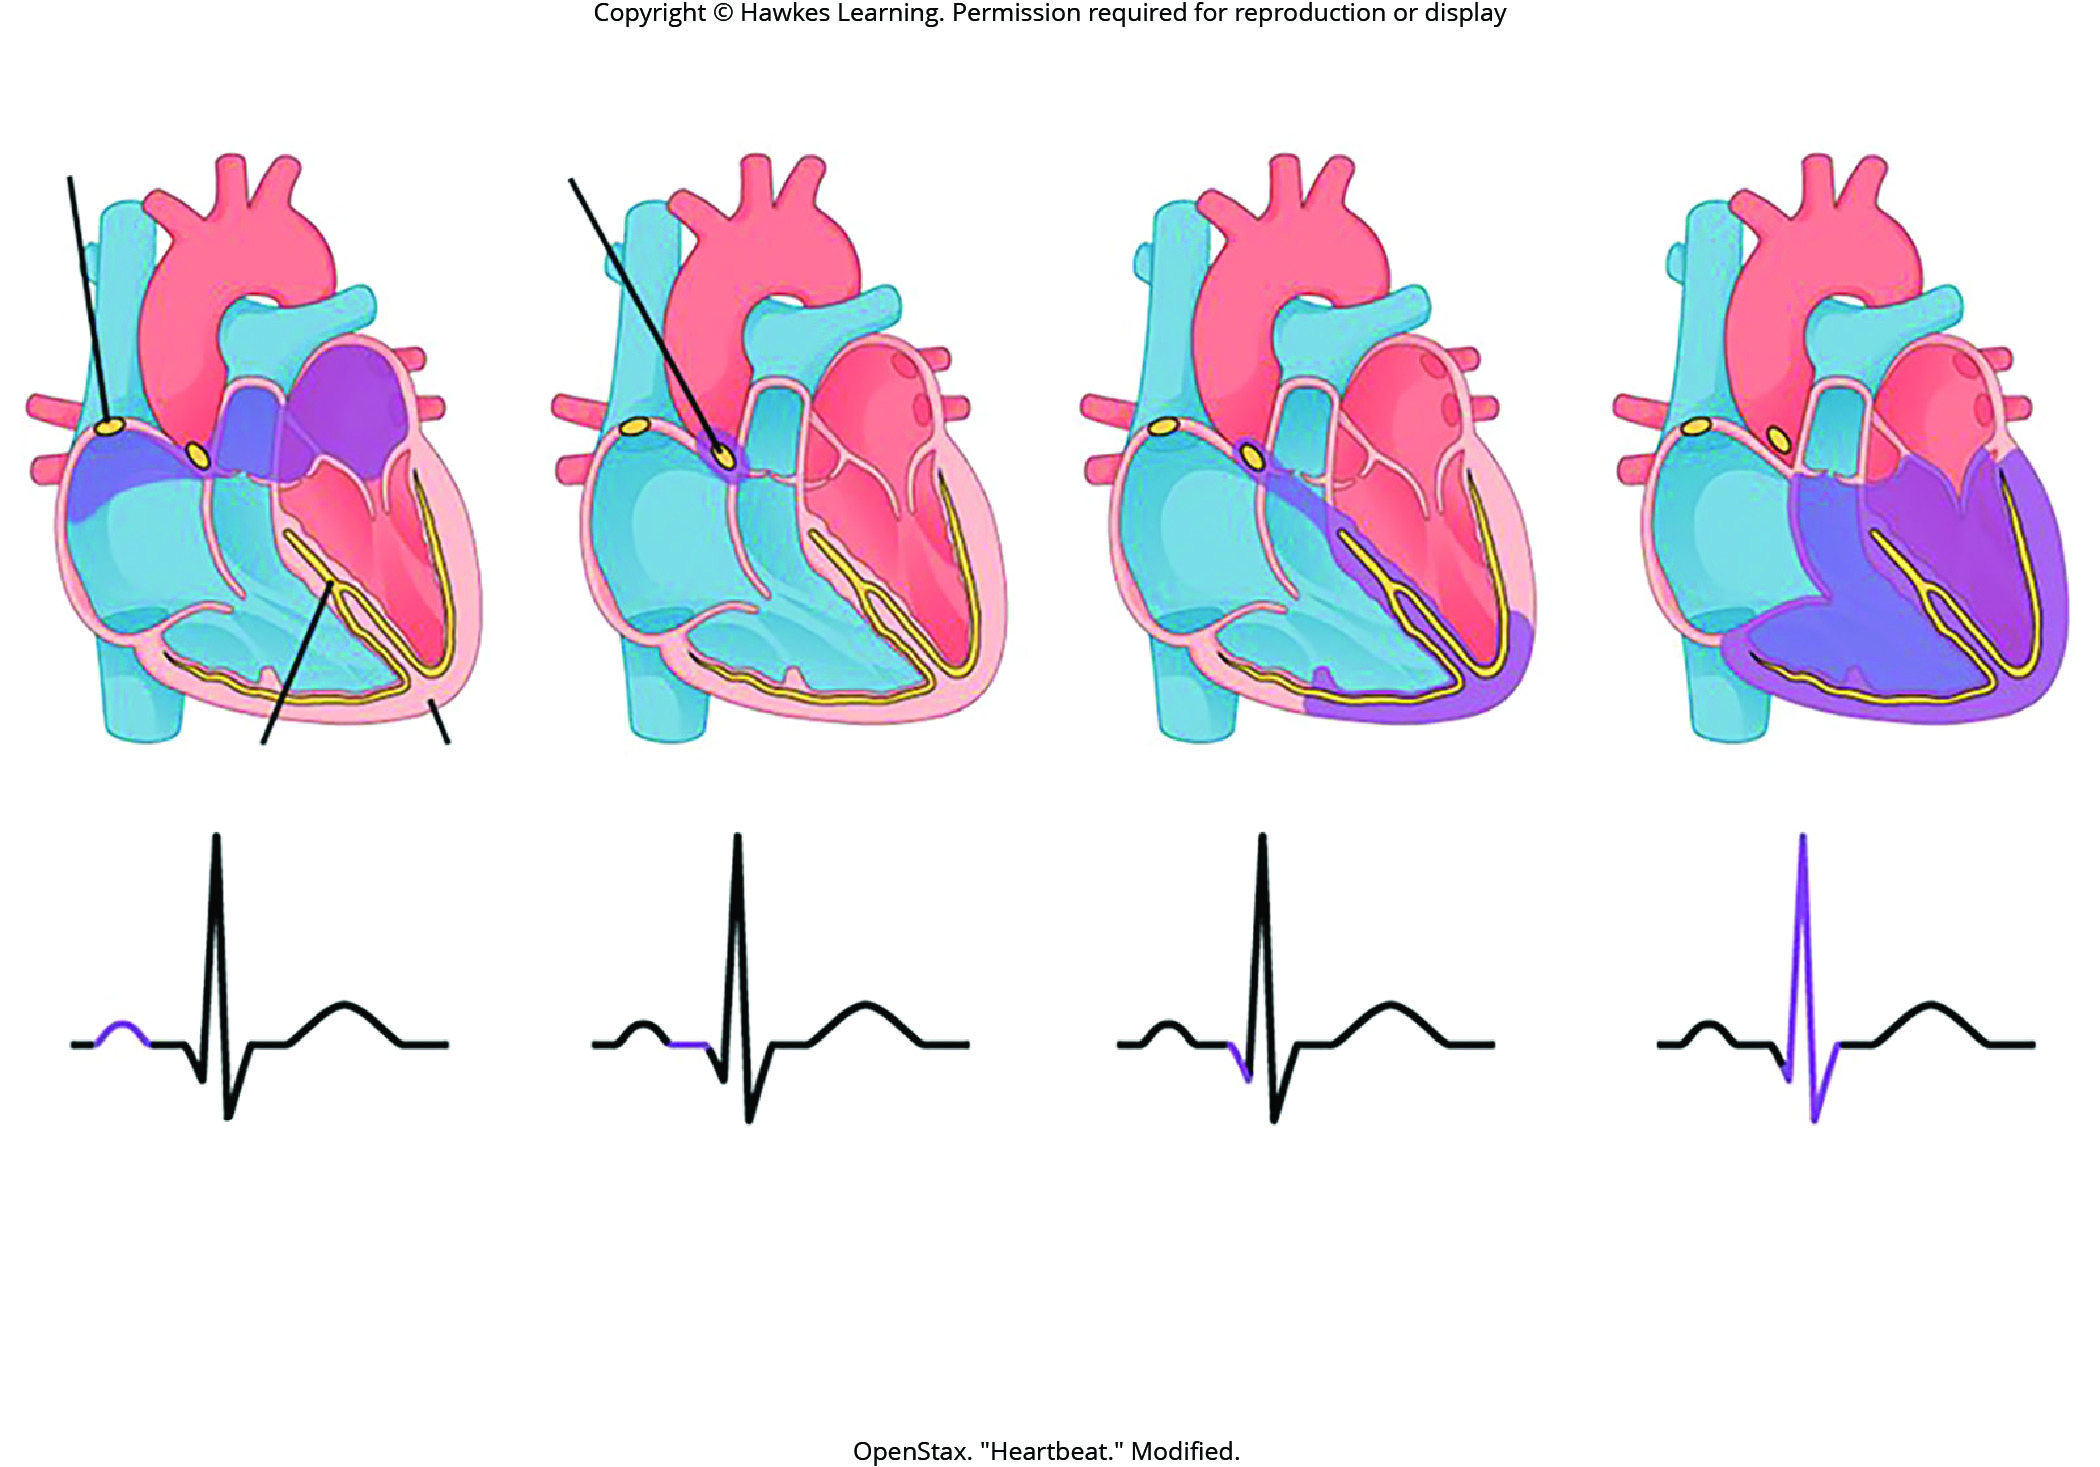 Copyright © Hawkes Learning. Permission required for reproduction or display
OpenStax. "Heartbeat." Modified.